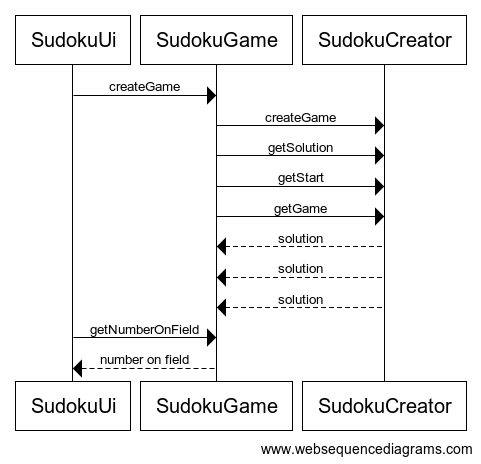 SudokuUi
SudokuGame
SudokuCreator
createGame
createGame
getSolution
getStart
getGame
solution
solution
solution
getNumberOnField
number on field
SudokuUi
SudokuGame
SudokuCreator
www.websequencediagrams.com